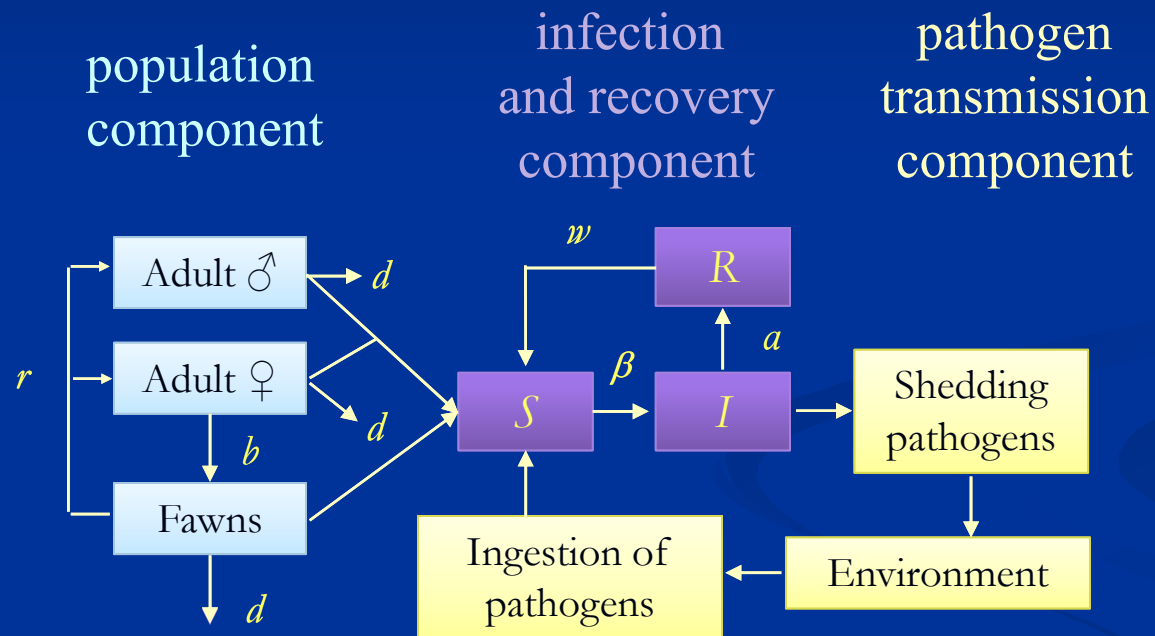 population
component
infection
and recovery
component
pathogen
transmission
component
Adult ♂
d
Adult ♀
d
r
b
Fawns
d
w
R
a
S
β
I
Shedding
pathogens
Environment
Ingestion of
pathogens